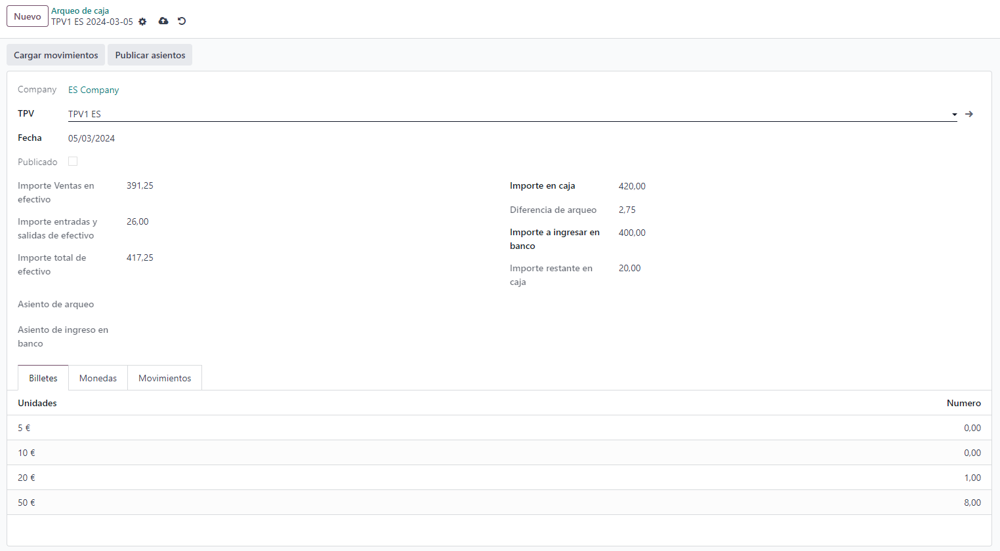 Nuevo
Arqueo de caja
TPV1 ES 2024-03-05
Cargar movimientos
Publicar asientos
Company
ES Company
TPV
TPV1 ES
Fecha
05/03/2024
Publicado
Importe Ventas en
efectivo
391,25
Importe entradas y
salidas de efectivo
26,00
Importe total de
efectivo
417,25
Importe en caja
420,00
Diferencia de arqueo
2,75
Importe a ingresar en
banco
400,00
Importe restante en
caja
20,00
Asiento de arqueo
Asiento de ingreso en
banco
Billetes
Monedas
Movimientos
Unidades Numero
5 € 0,00
10 € 0,00
20 € 1,00
50 € 8,00